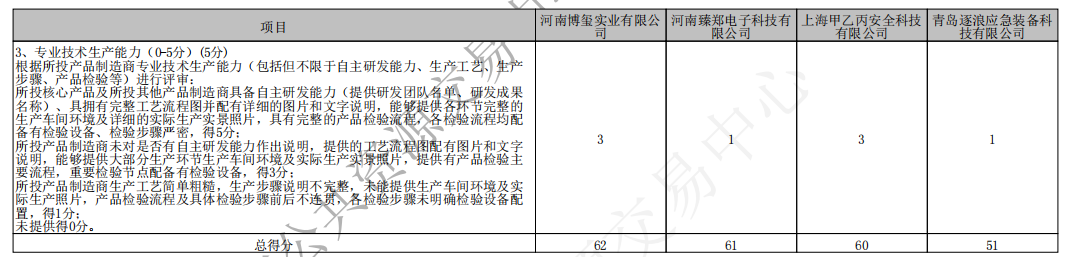 项目
河南博玺实业有限公
司
河南臻郑电子科技有
限公司
上海甲乙丙安全科技
有限公司
青岛逐浪应急装备科
技有限公司
3、专业技术生产能力（0-5分）(5分)
根据所投产品制造商专业技术生产能力（包括但不限于自主研发能力、生产工艺、生产
步骤、产品检验等）进行评审：
所投核心产品及所投其他产品制造商具备自主研发能力（提供研发团队名单、研发成果
名称）、具拥有完整工艺流程图并配有详细的图片和文字说明，能够提供各环节完整的
生产车间环境及详细的实际生产实景照片，具有完整的产品检验流程，各检验流程均配
备有检验设备、检验步骤严密，得5分；
所投产品制造商未对是否有自主研发能力作出说明，提供的工艺流程图配有图片和文字
说明，能够提供大部分生产环节生产车间环境及实际生产实景照片，提供有产品检验主
要流程，重要检验节点配备有检验设备，得3分；
所投产品制造商生产工艺简单粗糙，生产步骤说明不完整，未能提供生产车间环境及实
际生产照片，产品检验流程及具体检验步骤前后不连贯，各检验步骤未明确检验设备配
置，得1分；
未提供得0分。
3
1
3
1
总得分
62
61
60
51
公共资源交易中
易中心